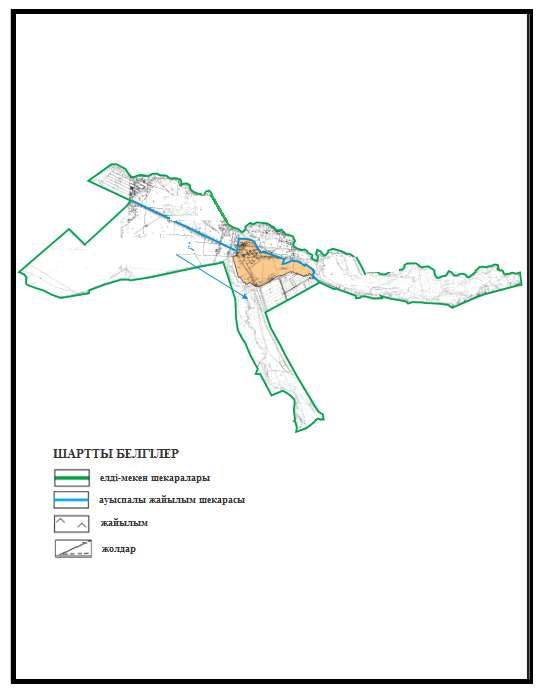 ШАРТТЫ БЕЛГІЛЕР
елді-мекен шекаралары
ауыспалы жайылым шекарасы
жайылым
жолдар